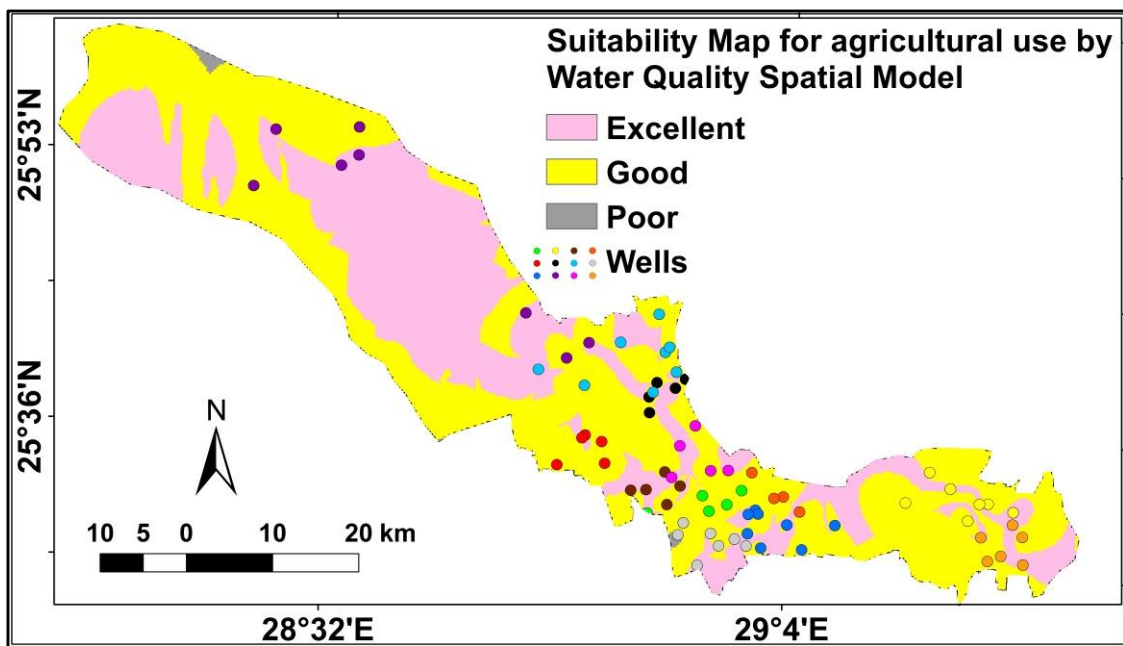 Suitability Map for agricultural use by
Water Quality Spatial Model
Excellent
Good
Poor
Wells
25°53'N
25°36'N
N
10 5 0 10 20 km
28°32'E 29°4'E